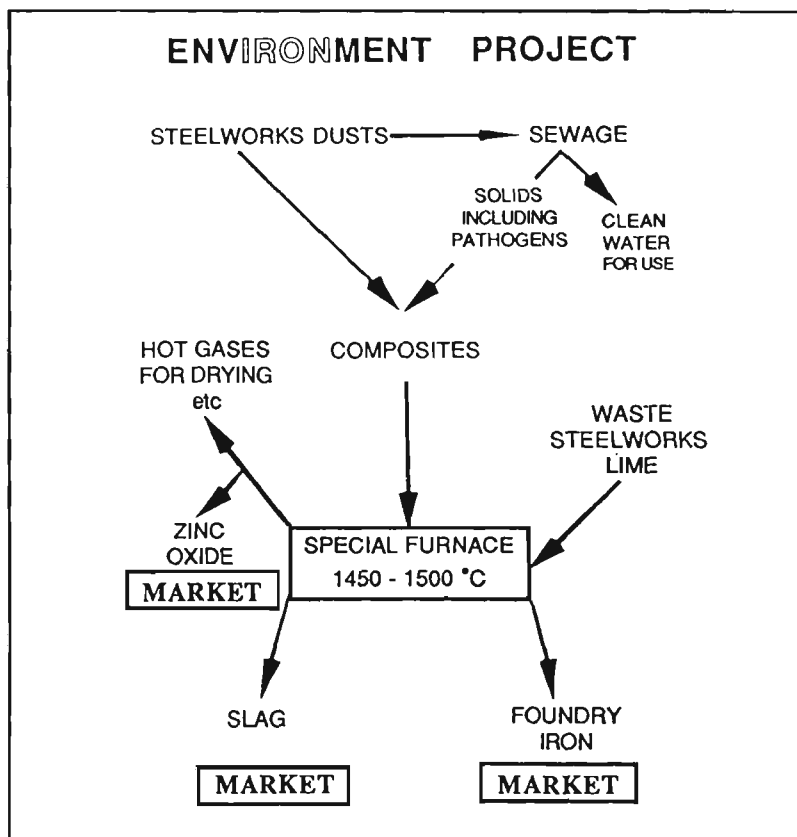 ENVIRONMENT PROJECT
STEELWORKS DUSTS
SEWAGE
SOLIDS
INCLUDING
PATHOGENS
CLEAN
WATER
FOR USE
HOT GASES
FOR DRYING
etc
COMPOSITES
WASTE
STEELWORKS
LIME
ZINC
OXIDE
MARKET
SPECIAL FURNACE
1450 - 1500 °C
SLAG
MARKET
FOUNDRY
IRON
MARKET